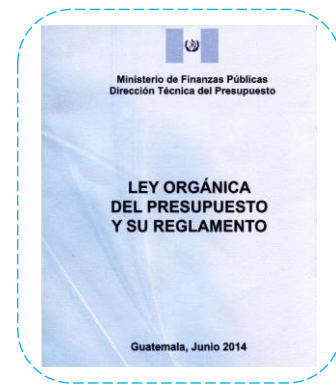 Ministerio de Finanzas Públicas
Dirección Técnica del Presupuesto
LEY ORGÁNICA
DEL PRESUPUESTO
Y SU REGLAMENTO
Guatemala, Junio 2014